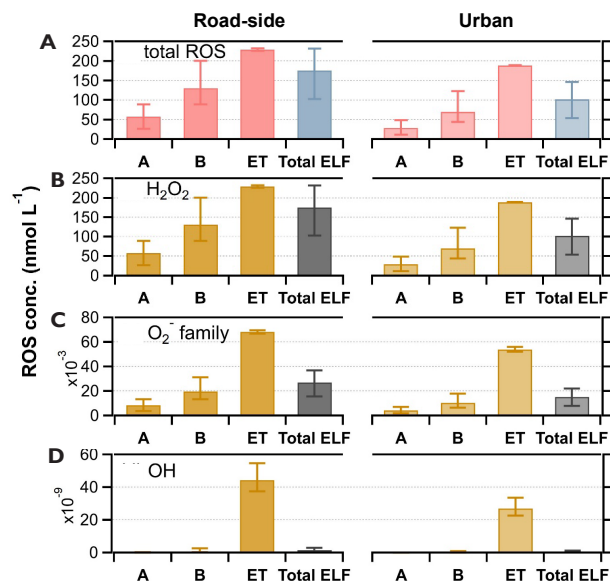 Road-side
Urban
A
total ROS
250
200
150
100
50
0
A B ET Total ELF
A B ET Total ELF
B
H₂O₂
250
200
150
100
50
0
A B ET Total ELF
A B ET Total ELF
ROS conc. (nmol L⁻¹)
C
O₂⁻ family
80
60
40
20
0
x10⁻³
A B ET Total ELF
A B ET Total ELF
D
OH
60
40
20
0
x10⁻⁹
A B ET Total ELF
A B ET Total ELF